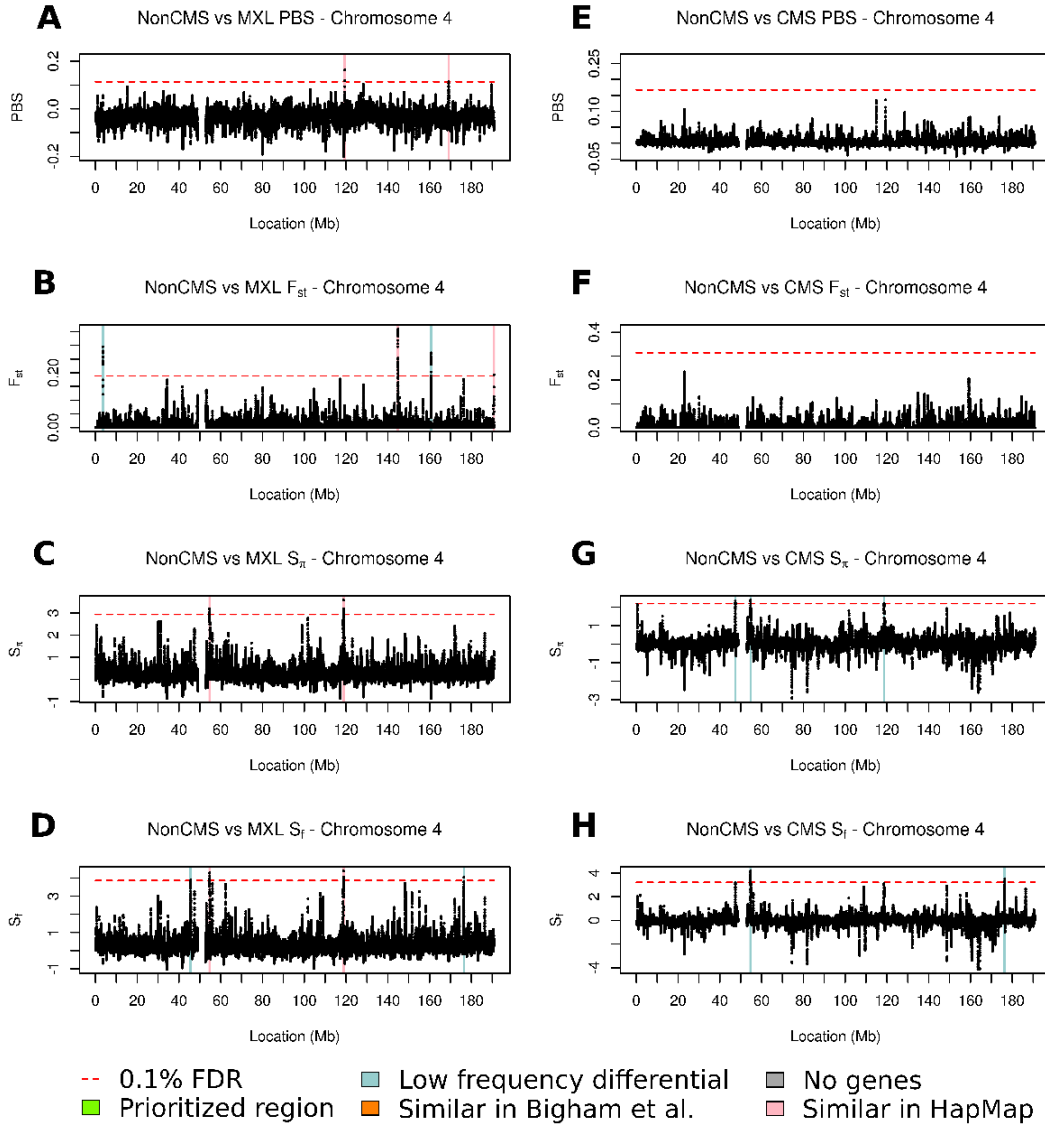 A
NonCMS vs MXL PBS - Chromosome 4
PBS
0.2
0.0
-0.2
0 20 40 60 80 100 120 140 160 180
Location (Mb)
E
NonCMS vs CMS PBS - Chromosome 4
PBS
0.25
0.10
-0.05
0 20 40 60 80 100 120 140 160 180
Location (Mb)
B
NonCMS vs MXL Fst - Chromosome 4
Fst
0.20
0.00
0 20 40 60 80 100 120 140 160 180
Location (Mb)
F
NonCMS vs CMS Fst - Chromosome 4
Fst
0.4
0.2
0.0
0 20 40 60 80 100 120 140 160 180
Location (Mb)
C
NonCMS vs MXL Sπ - Chromosome 4
Sπ
3
2
1
-1
0 20 40 60 80 100 120 140 160 180
Location (Mb)
G
NonCMS vs CMS Sπ - Chromosome 4
Sπ
1
-1
-3
0 20 40 60 80 100 120 140 160 180
Location (Mb)
D
NonCMS vs MXL Sf - Chromosome 4
Sf
3
1
-1
0 20 40 60 80 100 120 140 160 180
Location (Mb)
H
NonCMS vs CMS Sf - Chromosome 4
Sf
4
2
0
-4
0 20 40 60 80 100 120 140 160 180
Location (Mb)
0.1% FDR
Low frequency differential
No genes
Prioritized region
Similar in Bigham et al.
Similar in HapMap